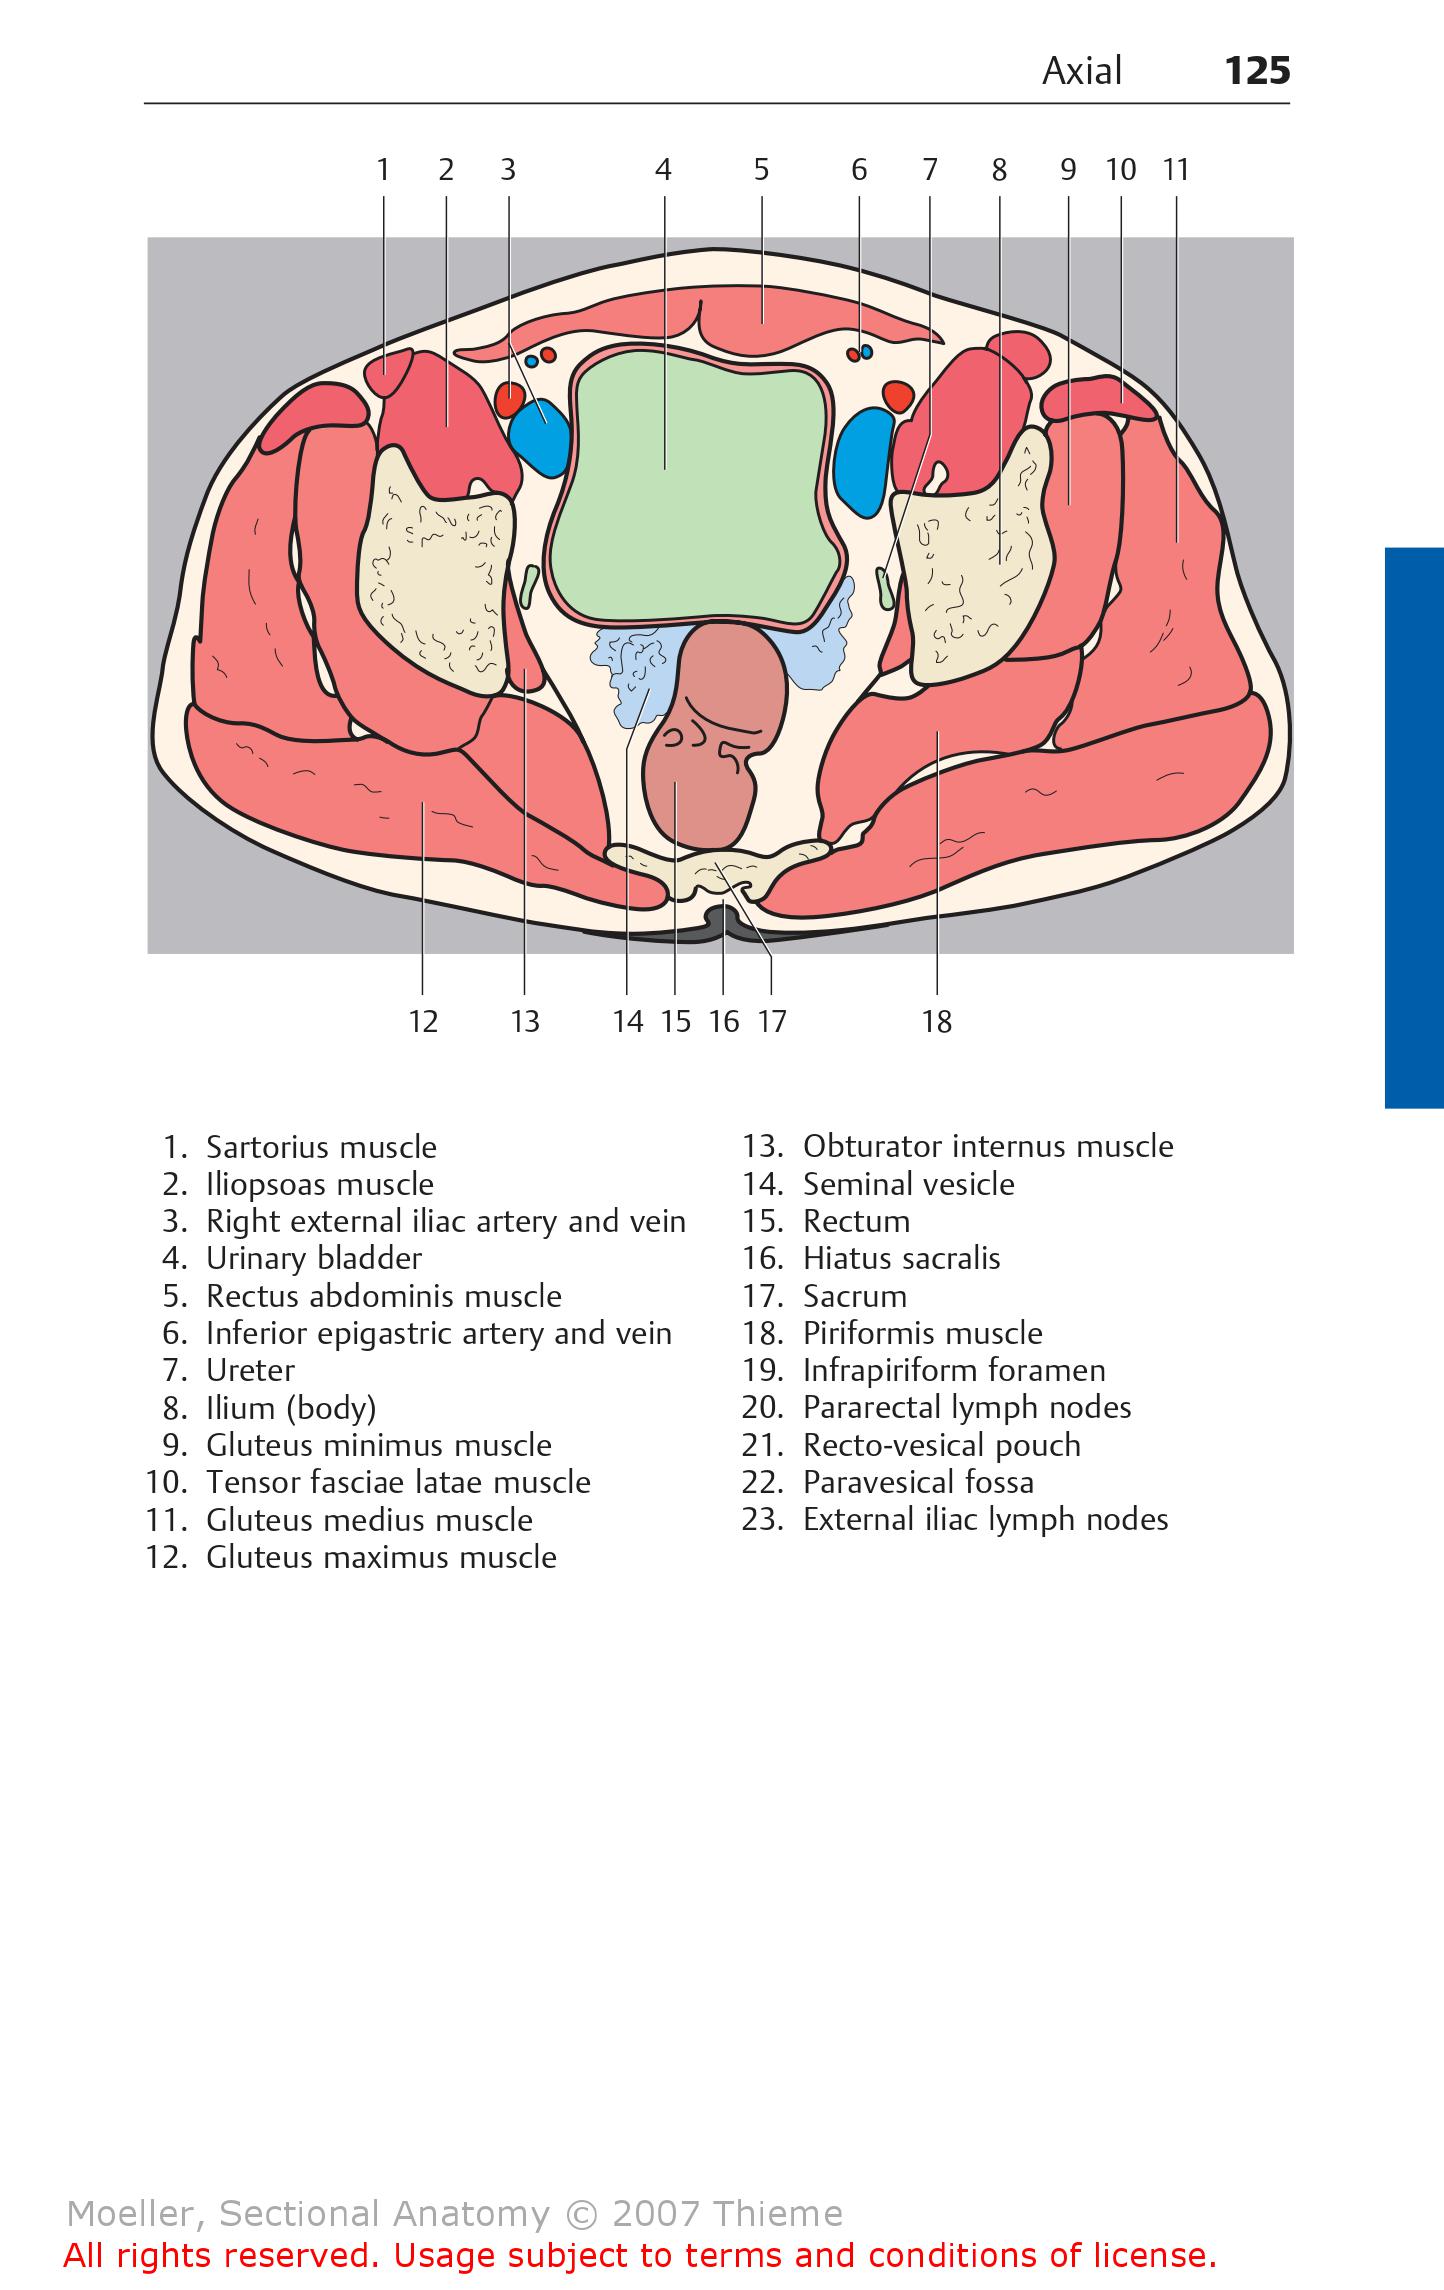 Axial 125
1 2 3 4 5 6 7 8 9 10 11
12 13 14 15 16 17 18
1. Sartorius muscle
2. Iliopsoas muscle
3. Right external iliac artery and vein
4. Urinary bladder
5. Rectus abdominis muscle
6. Inferior epigastric artery and vein
7. Ureter
8. Ilium (body)
9. Gluteus minimus muscle
10. Tensor fasciae latae muscle
11. Gluteus medius muscle
12. Gluteus maximus muscle
13. Obturator internus muscle
14. Seminal vesicle
15. Rectum
16. Hiatus sacralis
17. Sacrum
18. Piriformis muscle
19. Infrapiriform foramen
20. Pararectal lymph nodes
21. Recto-vesical pouch
22. Paravesical fossa
23. External iliac lymph nodes
Moeller, Sectional Anatomy © 2007 Thieme
All rights reserved. Usage subject to terms and conditions of license.